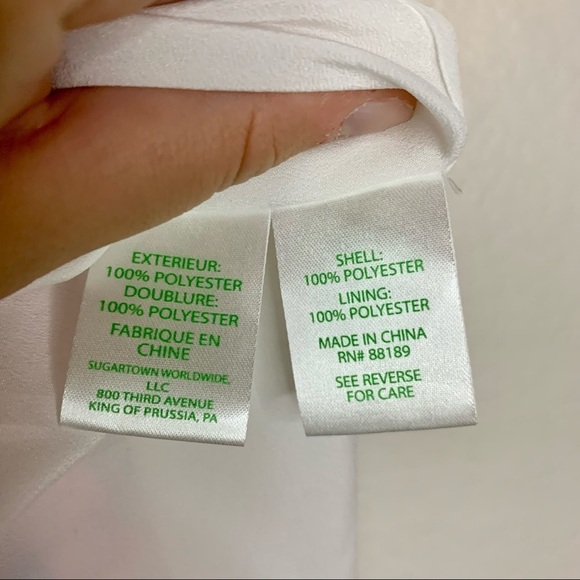 EXTERIEUR:
100% POLYESTER
DOUBLURE:
100% POLYESTER
FABRIQUE EN
CHINE
SUGARTOWN WORLDWIDE,
LLC
800 THIRD AVENUE
KING OF PRUSSIA, PA
SHELL:
100% POLYESTER
LINING:
100% POLYESTER
MADE IN CHINA
RN# 88189
SEE REVERSE
FOR CARE